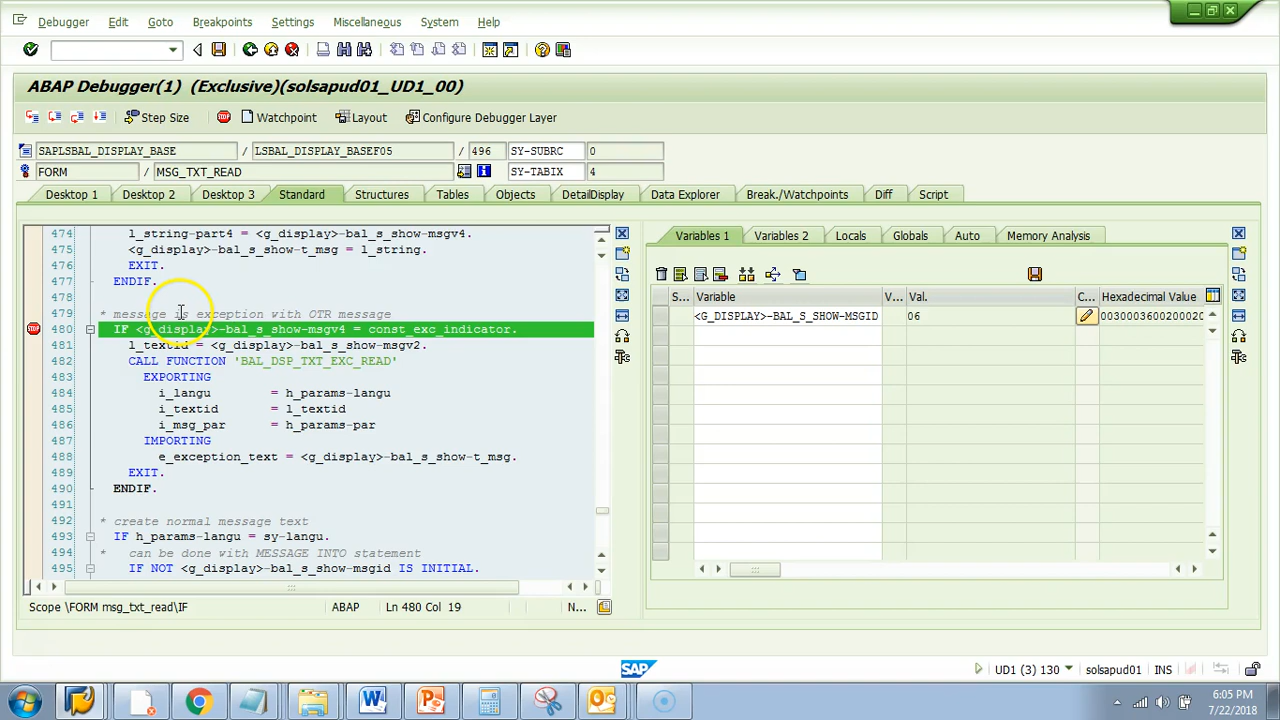 Debugger Edit Goto Breakpoints Settings Miscellaneous System Help
ABAP Debugger(1) (Exclusive)(solsapud01_UD1_00)
Step Size Watchpoint Layout Configure Debugger Layer
SAPLSBAL_DISPLAY_BASE / LSBAL_DISPLAY_BASEF05 / 496 SY-SUBRC 0
FORM / MSG_TXT_READ SY-TABIX 4
Desktop 1 Desktop 2 Desktop 3 Standard Structures Tables Objects DetailDisplay Data Explorer Break./Watchpoints Diff Script
474 l_string-part4 = <g_display>-bal_s_show-msgv4.
475 <g_display>-bal_s_show-t_msg = l_string.
476 EXIT.
477 ENDIF.
478
479 * message is exception with OTR message
480 IF <g_display>-bal_s_show-msgv4 = const_exc_indicator.
481 l_textid = <g_display>-bal_s_show-msgv2.
482 CALL FUNCTION 'BAL_DSP_TXT_EXC_READ'
483 EXPORTING
484 i_langu = h_params-langu
485 i_textid = l_textid
486 i_msg_par = h_params-par
487 IMPORTING
488 e_exception_text = <g_display>-bal_s_show-t_msg.
489 EXIT.
490 ENDIF.
491
492 * create normal message text
493 IF h_params-langu = sy-langu.
494 * can be done with MESSAGE INTO statement
495 IF NOT <g_display>-bal_s_show-msgid IS INITIAL.
Scope \FORM msg_txt_read\IF ABAP Ln 480 Col 19 N...
Variables 1 Variables 2 Locals Globals Auto Memory Analysis
S... Variable V... Val. C... Hexadecimal Value
<G_DISPLAY>-BAL_S_SHOW-MSGID 06 0030003600200020
SAP
UD1 (3) 130 solsapud01 INS
6:05 PM
7/22/2018